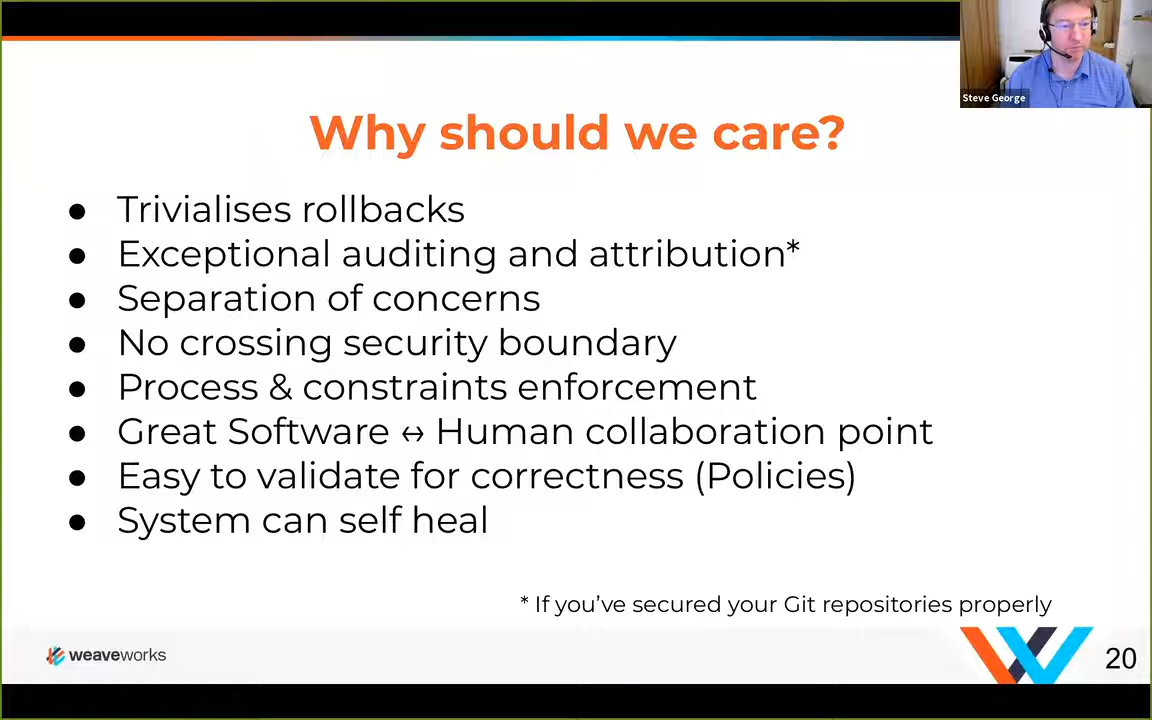 Steve George
Why should we care?
● Trivialises rollbacks
● Exceptional auditing and attribution*
● Separation of concerns
● No crossing security boundary
● Process & constraints enforcement
● Great Software ↔ Human collaboration point
● Easy to validate for correctness (Policies)
● System can self heal
* If you’ve secured your Git repositories properly
weaveworks
20